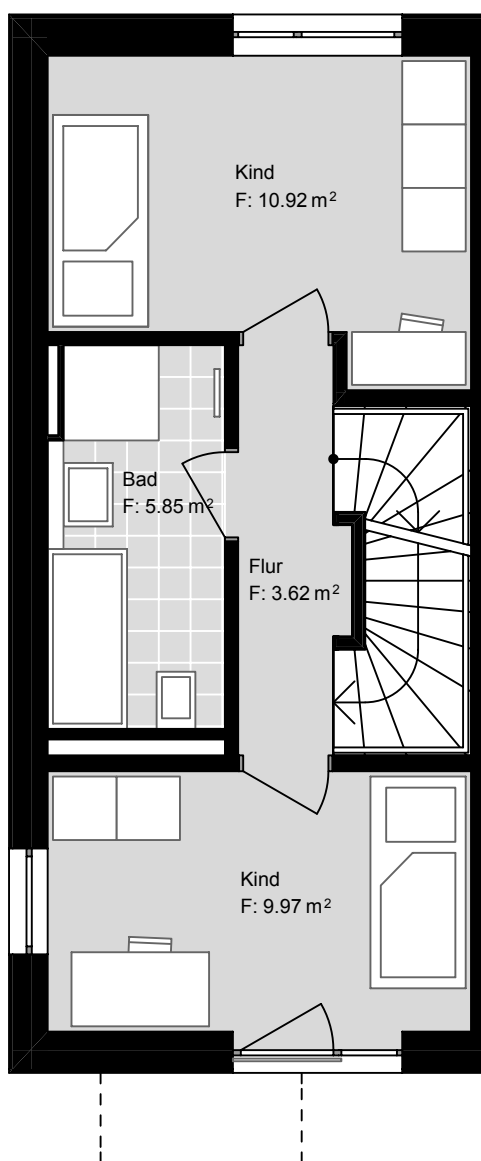 Kind
F: 10.92 m²
Bad
F: 5.85 m²
Flur
F: 3.62 m²
Kind
F: 9.97 m²